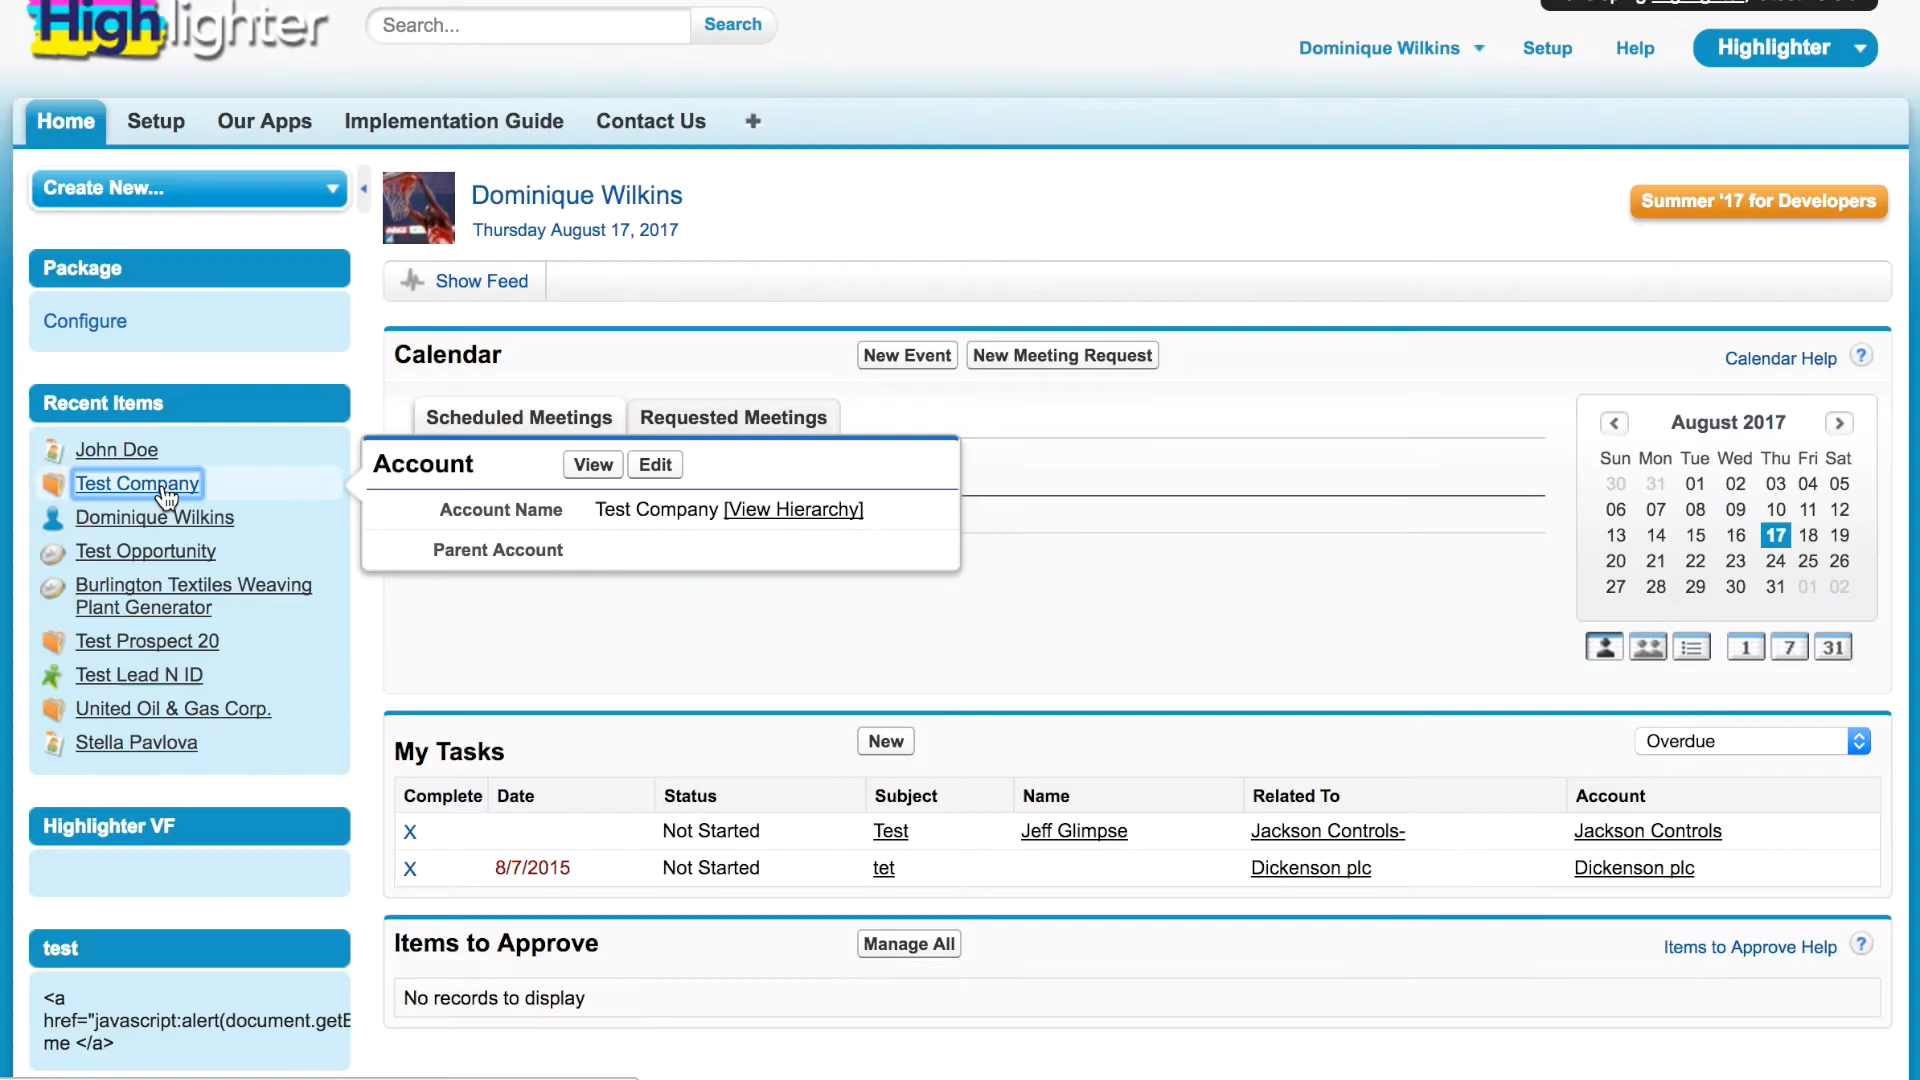 Highlighter
Search...
Search
Dominique Wilkins
Setup
Help
Highlighter
Home
Setup
Our Apps
Implementation Guide
Contact Us
+
Create New...
Package
Configure
Recent Items
John Doe
Test Company
Dominique Wilkins
Test Opportunity
Burlington Textiles Weaving
Plant Generator
Test Prospect 20
Test Lead N ID
United Oil & Gas Corp.
Stella Pavlova
Highlighter VF
test
<a
href="javascript:alert(document.getE
me </a>
Dominique Wilkins
Thursday August 17, 2017
Summer '17 for Developers
Show Feed
Calendar
New Event
New Meeting Request
Calendar Help ?
Scheduled Meetings
Requested Meetings
Account
View
Edit
Account Name Test Company [View Hierarchy]
Parent Account
August 2017
Sun Mon Tue Wed Thu Fri Sat
30 31 01 02 03 04 05
06 07 08 09 10 11 12
13 14 15 16 17 18 19
20 21 22 23 24 25 26
27 28 29 30 31 01 02
1 7 31
My Tasks
New
Overdue
Complete Date Status Subject Name Related To Account
X Not Started Test Jeff Glimpse Jackson Controls- Jackson Controls
X 8/7/2015 Not Started tet Dickenson plc Dickenson plc
Items to Approve
Manage All
Items to Approve Help ?
No records to display